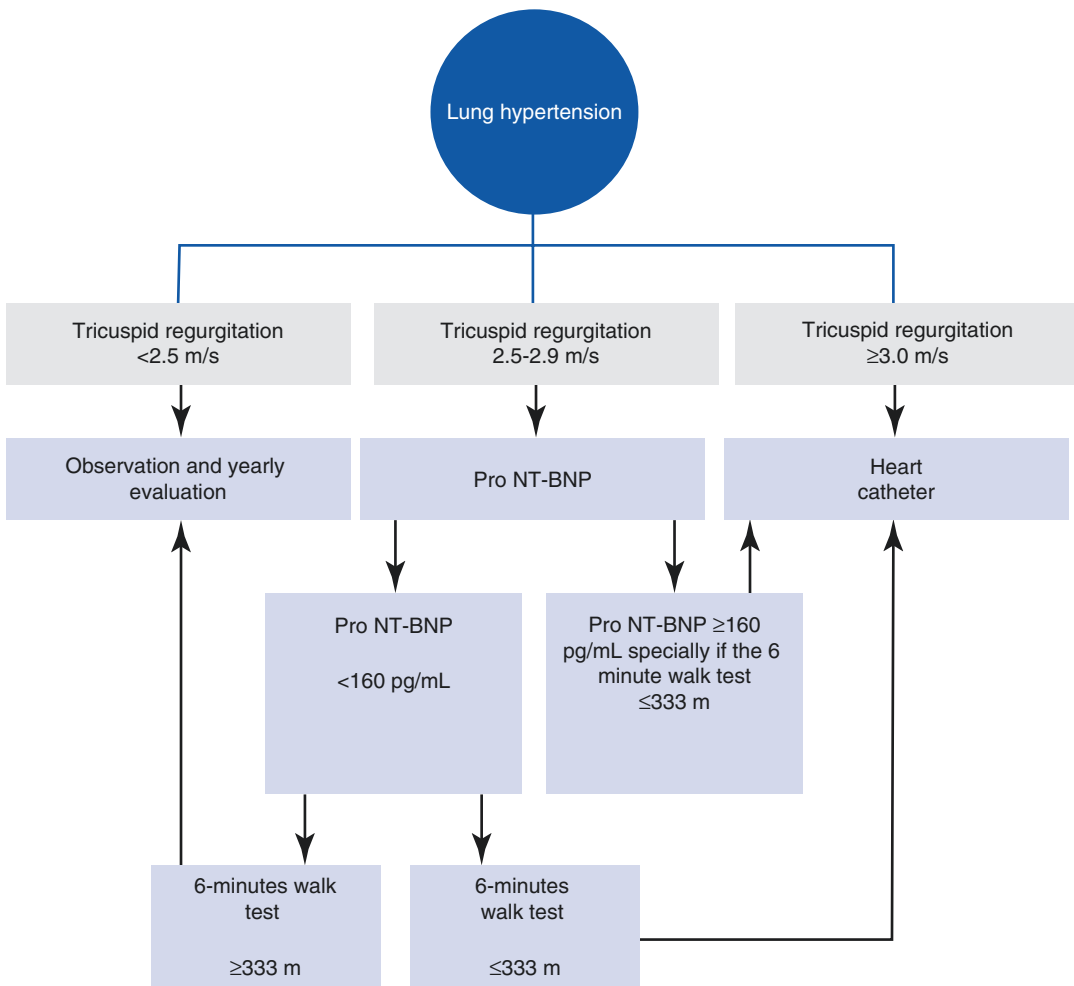 Lung hypertension
Tricuspid regurgitation
<2.5 m/s
Tricuspid regurgitation
2.5-2.9 m/s
Tricuspid regurgitation
≥3.0 m/s
Observation and yearly
evaluation
Pro NT-BNP
Heart
catheter
Pro NT-BNP
<160 pg/mL
Pro NT-BNP ≥160
pg/mL specially if the 6
minute walk test
≤333 m
6-minutes walk
test
≥333 m
6-minutes
walk test
≤333 m